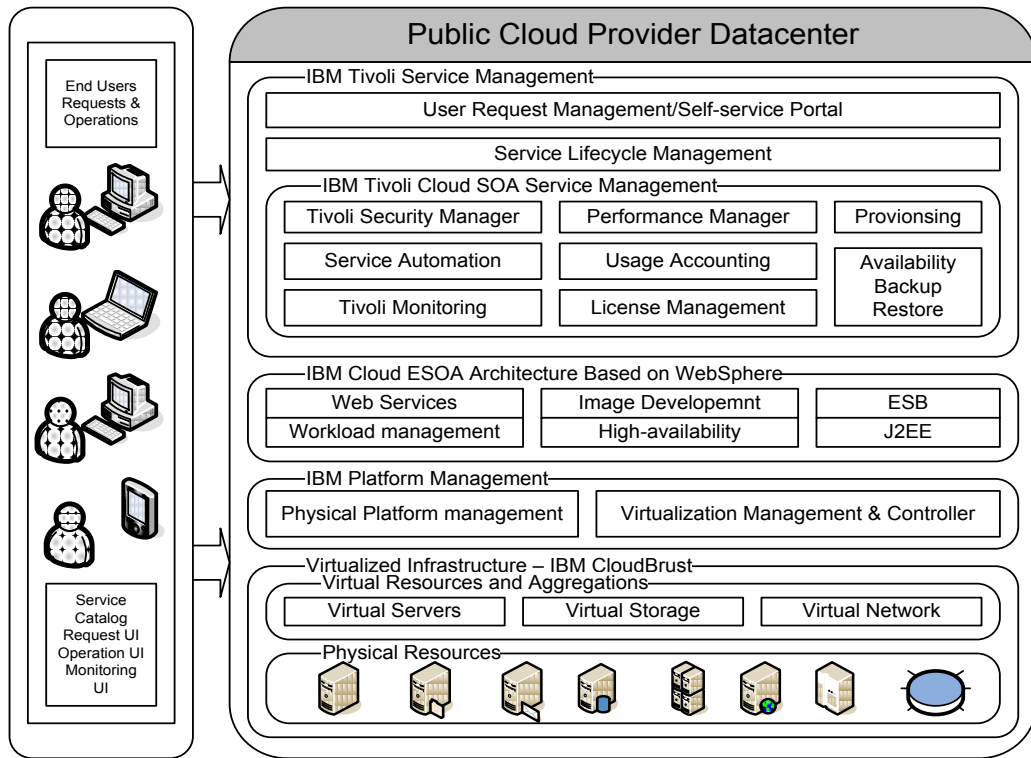 End Users
Requests &
Operations
Service
Catalog
Request UI
Operation UI
Monitoring
UI
Public Cloud Provider Datacenter
IBM Tivoli Service Management
User Request Management/Self-service Portal
Service Lifecycle Management
IBM Tivoli Cloud SOA Service Management
Tivoli Security Manager
Performance Manager
Provionsing
Service Automation
Usage Accounting
Availability
Backup
Restore
Tivoli Monitoring
License Management
IBM Cloud ESOA Architecture Based on WebSphere
Web Services
Image Developemnt
ESB
Workload management
High-availability
J2EE
IBM Platform Management
Physical Platform management
Virtualization Management & Controller
Virtualized Infrastructure – IBM CloudBrust
Virtual Resources and Aggregations
Virtual Servers
Virtual Storage
Virtual Network
Physical Resources